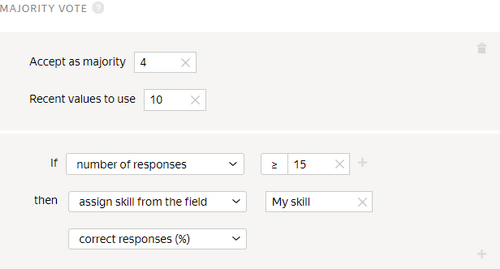 MAJORITY VOTE ?
Accept as majority 4
Recent values to use 10
If number of responses ≥ 15
then assign skill from the field My skill
correct responses (%)